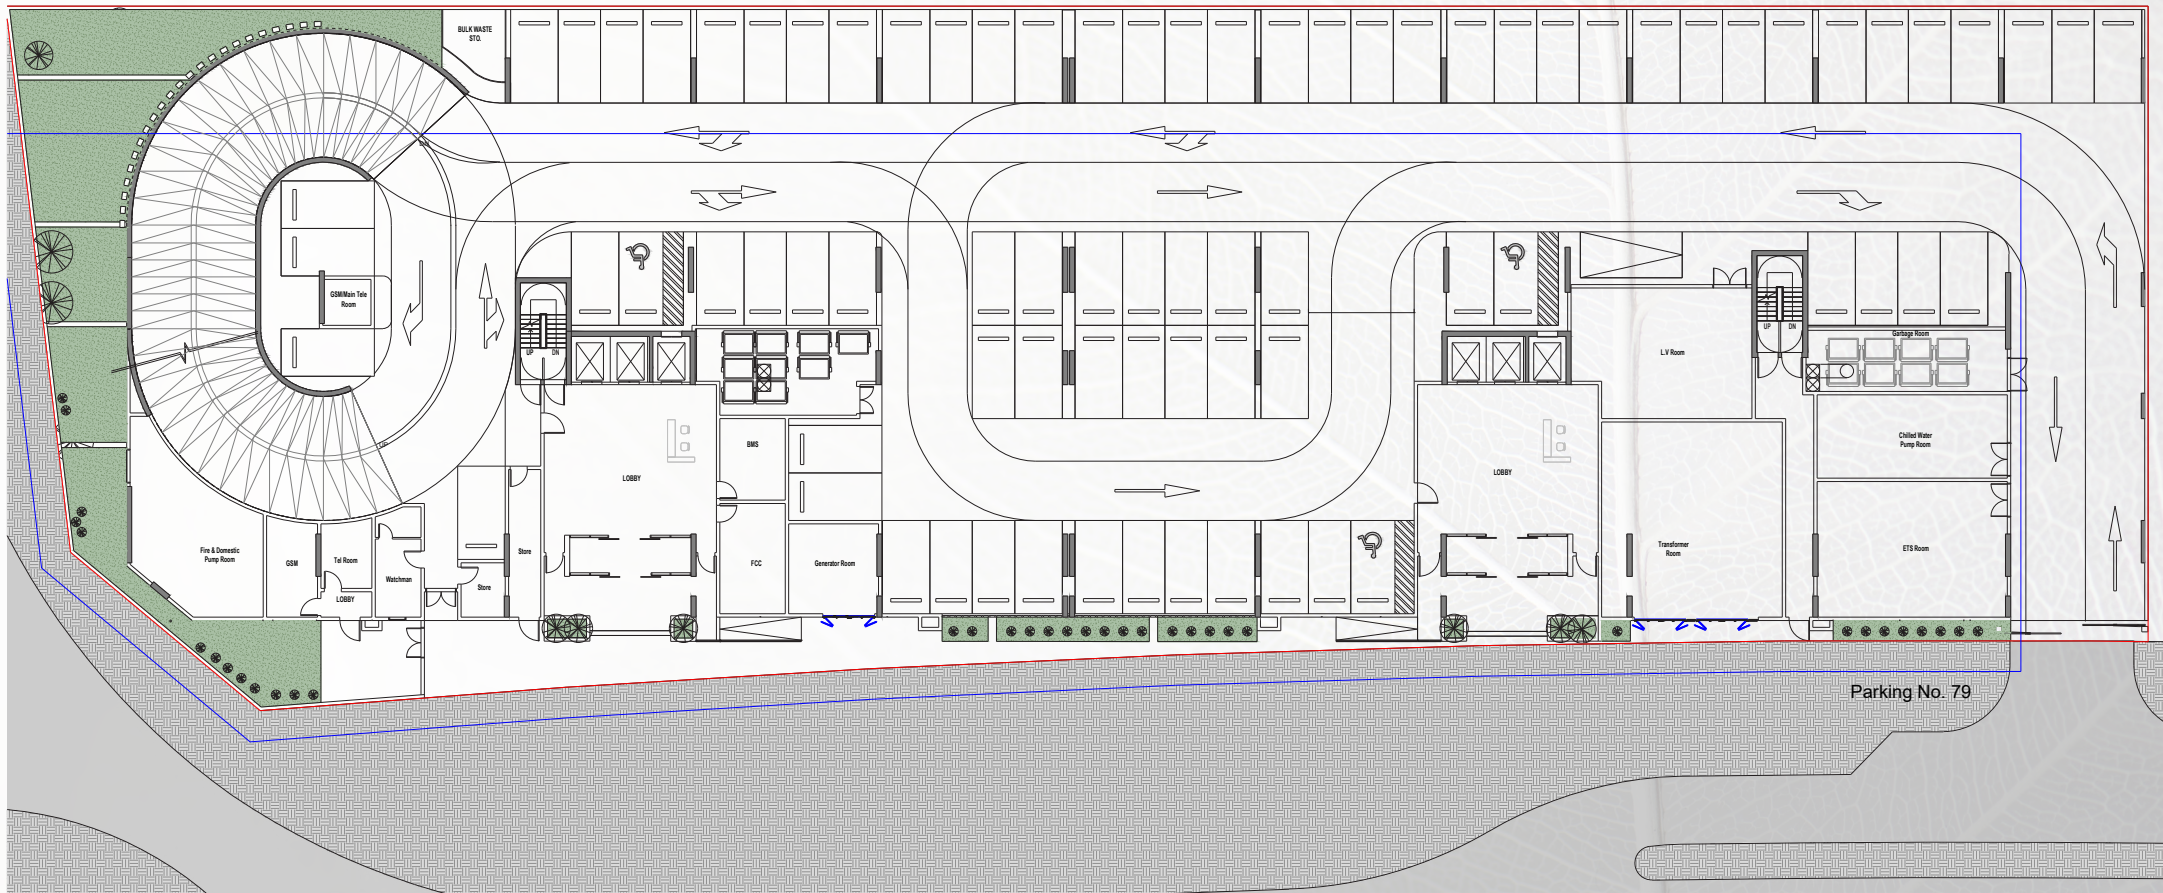 BULK WASTE
STO.
DN
GSM/Main Tele
Room
UP DN
UP DN
L.V Room
Garbage Room
UP
BMS
LOBBY
LOBBY
Chilled Water
Pump Room
Fire & Domestic
Pump Room
GSM
Tel Room
Watchman
LOBBY
Store
Store
FCC
Generator Room
Transformer
Room
ETS Room
Parking No. 79